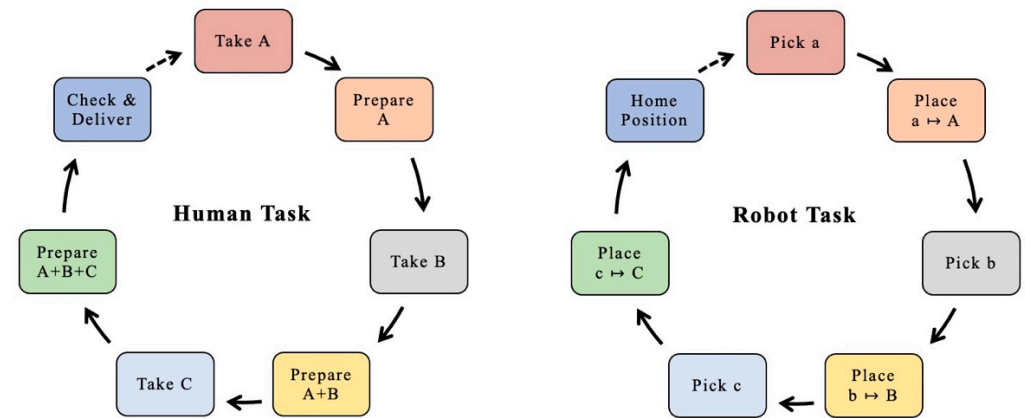 Take A
Prepare
A
Take B
Prepare
A+B
Take C
Prepare
A+B+C
Check &
Deliver
Human Task
Pick a
Place
a ↦ A
Pick b
Place
b ↦ B
Pick c
Place
c ↦ C
Home
Position
Robot Task